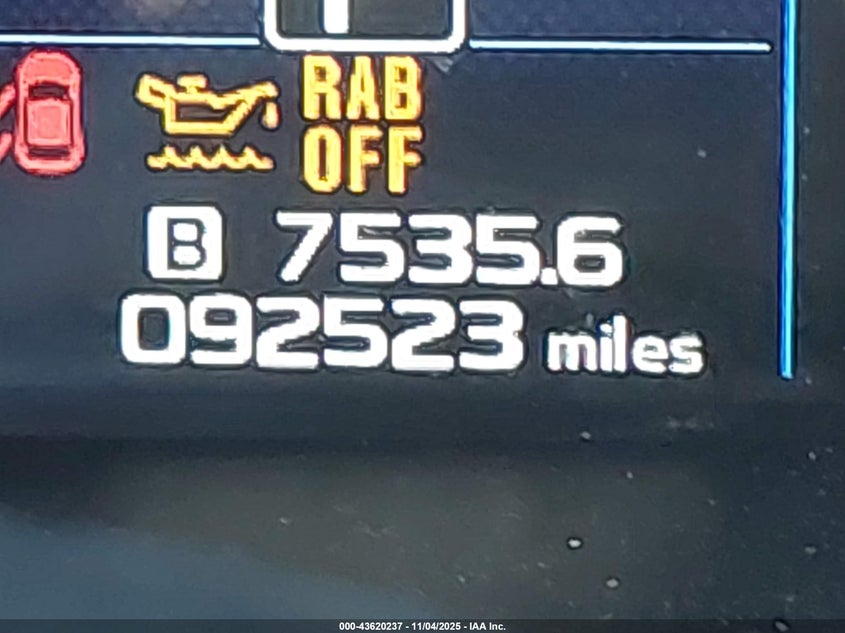 RAB
OFF
B 7535.6
092523 miles
000-43620237 - 11/04/2025 - IAA Inc.